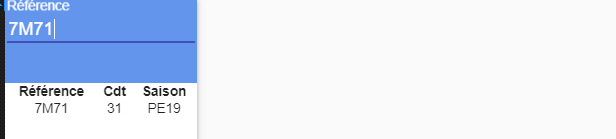 Référence
7M71
Référence Cdt Saison
7M71 31 PE19